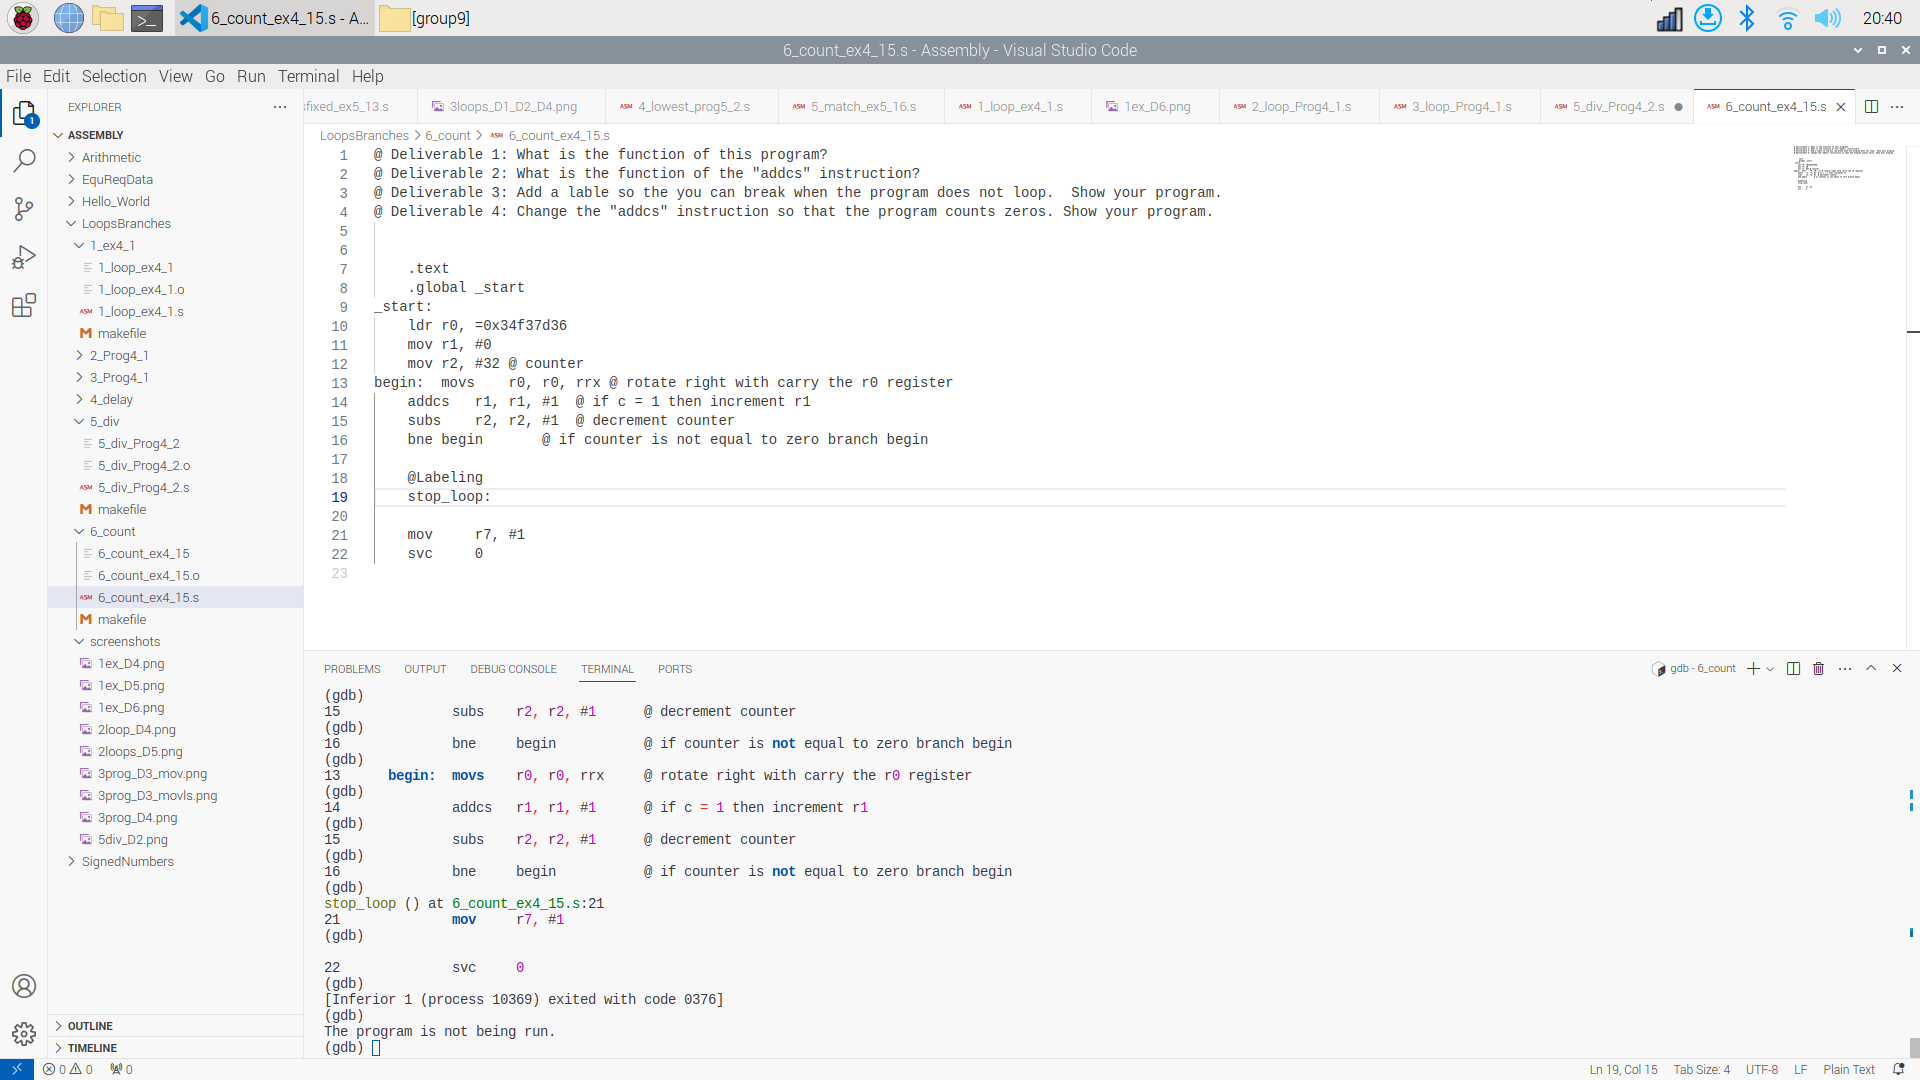 6_count_ex4_15.s - A...
[group9]
20:40
6_count_ex4_15.s - Assembly - Visual Studio Code
File Edit Selection View Go Run Terminal Help
EXPLORER
sfixed_ex5_13.s
3loops_D1_D2_D4.png
4_lowest_prog5_2.s
5_match_ex5_16.s
1_loop_ex4_1.s
1ex_D6.png
2_loop_Prog4_1.s
3_loop_Prog4_1.s
5_div_Prog4_2.s
6_count_ex4_15.s
1
ASSEMBLY
Arithmetic
EquReqData
Hello_World
LoopsBranches
1_ex4_1
1_loop_ex4_1
1_loop_ex4_1.o
1_loop_ex4_1.s
makefile
2_Prog4_1
3_Prog4_1
4_delay
5_div
5_div_Prog4_2
5_div_Prog4_2.o
5_div_Prog4_2.s
makefile
6_count
6_count_ex4_15
6_count_ex4_15.o
6_count_ex4_15.s
makefile
screenshots
1ex_D4.png
1ex_D5.png
1ex_D6.png
2loop_D4.png
2loops_D5.png
3prog_D3_mov.png
3prog_D3_movls.png
3prog_D4.png
5div_D2.png
SignedNumbers
OUTLINE
TIMELINE
LoopsBranches > 6_count > ASM 6_count_ex4_15.s
1 @ Deliverable 1: What is the function of this program?
2 @ Deliverable 2: What is the function of the "addcs" instruction?
3 @ Deliverable 3: Add a lable so the you can break when the program does not loop.  Show your program.
4 @ Deliverable 4: Change the "addcs" instruction so that the program counts zeros. Show your program.
5
6
7     .text
8     .global _start
9 _start:
10     ldr r0, =0x34f37d36
11     mov r1, #0
12     mov r2, #32 @ counter
13 begin:  movs    r0, r0, rrx @ rotate right with carry the r0 register
14     addcs   r1, r1, #1  @ if c = 1 then increment r1
15     subs    r2, r2, #1  @ decrement counter
16     bne begin       @ if counter is not equal to zero branch begin
17
18     @Labeling
19     stop_loop:
20
21     mov     r7, #1
22     svc     0
23
PROBLEMS OUTPUT DEBUG CONSOLE TERMINAL PORTS
gdb - 6_count
(gdb)
15              subs    r2, r2, #1      @ decrement counter
(gdb)
16              bne     begin           @ if counter is not equal to zero branch begin
(gdb)
13      begin:  movs    r0, r0, rrx     @ rotate right with carry the r0 register
(gdb)
14              addcs   r1, r1, #1      @ if c = 1 then increment r1
(gdb)
15              subs    r2, r2, #1      @ decrement counter
(gdb)
16              bne     begin           @ if counter is not equal to zero branch begin
(gdb)
stop_loop () at 6_count_ex4_15.s:21
21              mov     r7, #1
(gdb)
22              svc     0
(gdb)
[Inferior 1 (process 10369) exited with code 0376]
(gdb)
The program is not being run.
(gdb)
0 0 0
Ln 19, Col 15 Tab Size: 4 UTF-8 LF Plain Text